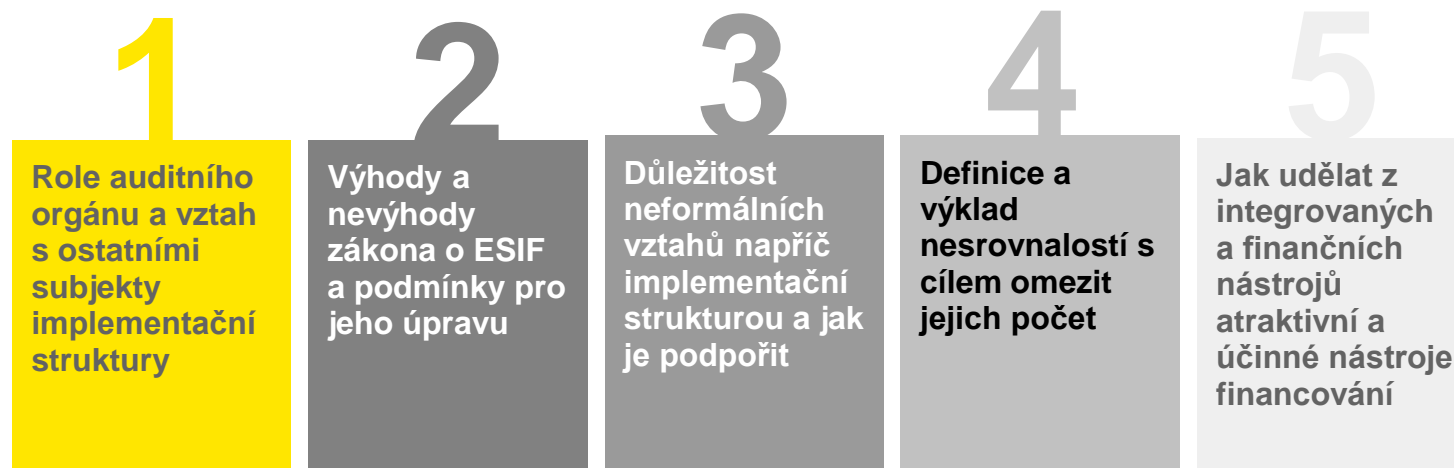 1
Role auditního
orgánu a vztah
s ostatními
subjekty
implementační
struktury
2
Výhody a
nevýhody
zákona o ESIF
a podmínky pro
jeho úpravu
3
Důležitost
neformálních
vztahů napříč
implementační
strukturou a jak
je podpořit
4
Definice a
výklad
nesrovnalostí s
cílem omezit
jejich počet
5
Jak udělat z
integrovaných
a finančních
nástrojů
atraktivní a
účinné nástroje
financování